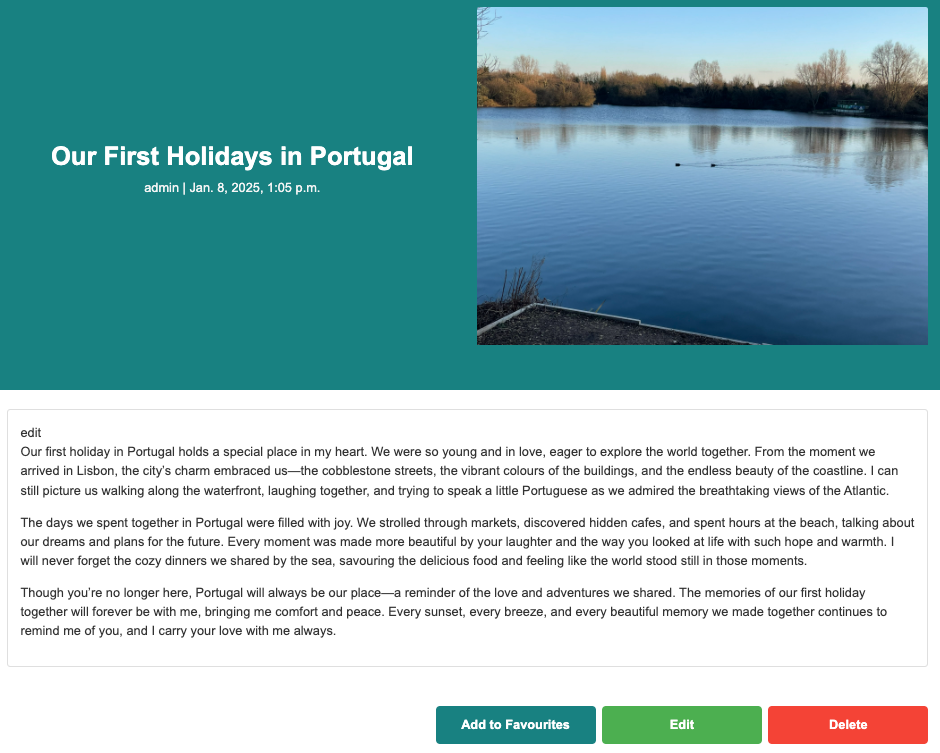 Our First Holidays in Portugal
admin | Jan. 8, 2025, 1:05 p.m.
edit
Our first holiday in Portugal holds a special place in my heart. We were so young and in love, eager to explore the world together. From the moment we
arrived in Lisbon, the city’s charm embraced us—the cobblestone streets, the vibrant colours of the buildings, and the endless beauty of the coastline. I can
still picture us walking along the waterfront, laughing together, and trying to speak a little Portuguese as we admired the breathtaking views of the Atlantic.
The days we spent together in Portugal were filled with joy. We strolled through markets, discovered hidden cafes, and spent hours at the beach, talking about
our dreams and plans for the future. Every moment was made more beautiful by your laughter and the way you looked at life with such hope and warmth. I
will never forget the cozy dinners we shared by the sea, savouring the delicious food and feeling like the world stood still in those moments.
Though you’re no longer here, Portugal will always be our place—a reminder of the love and adventures we shared. The memories of our first holiday
together will forever be with me, bringing me comfort and peace. Every sunset, every breeze, and every beautiful memory we made together continues to
remind me of you, and I carry your love with me always.
Add to Favourites
Edit
Delete